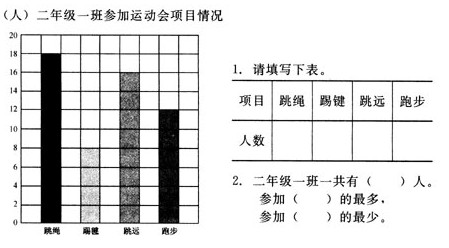 （人）二年级一班参加运动会项目情况
20
18
16
14
12
10
8
6
4
2
0
跳绳 踢毽 跳远 跑步
1. 请填写下表。
项目 跳绳 踢毽 跳远 跑步
人数
2. 二年级一班一共有（ ）人。
参加（ ）的最多，
参加（ ）的最少。